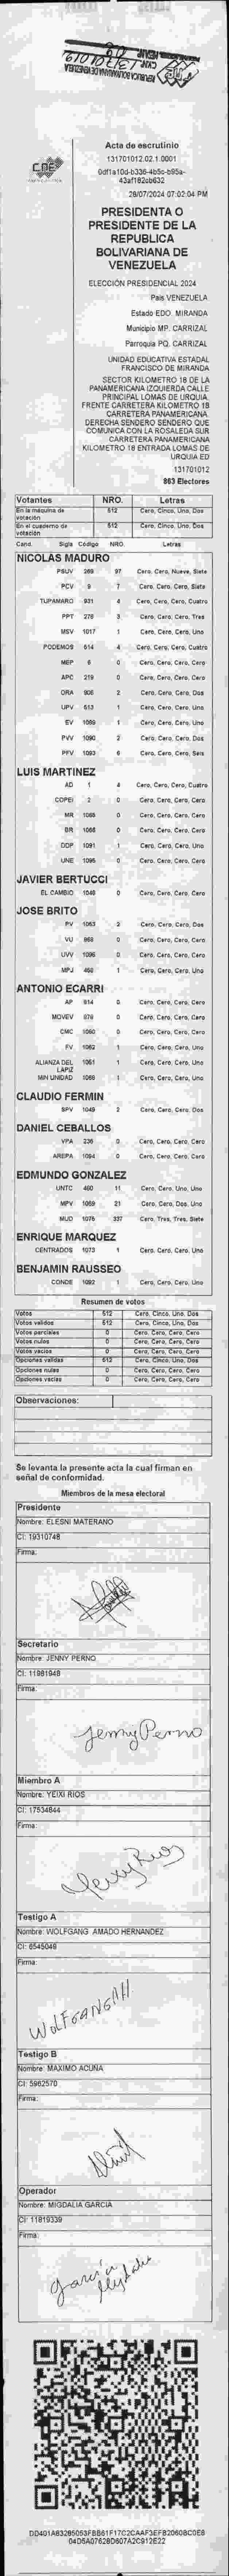 REPÚBLICA BOLIVARIANA DE VENEZUELA
CNE
Acta de escrutinio
131701012.02.1.0001
28/07/2024 07:02:04 PM
PRESIDENTA O
PRESIDENTE DE LA
REPUBLICA
BOLIVARIANA DE
VENEZUELA
ELECCIÓN PRESIDENCIAL 2024
País VENEZUELA
Estado EDO. MIRANDA
Municipio MP. CARRIZAL
Parroquia PQ. CARRIZAL
UNIDAD EDUCATIVA ESTADAL
FRANCISCO DE MIRANDA
SECTOR KILOMETRO 18 DE LA
PANAMERICANA IZQUIERDA CALLE
PRINCIPAL LOMAS DE URQUIA.
FRENTE CARRETERA KILOMETRO 18
CARRETERA PANAMERICANA.
DERECHA SENDERO SENDERO QUE
COMUNICA CON LA ROSALEDA SUR
CARRETERA PANAMERICANA
KILOMETRO 18 ENTRADA LOMAS DE
URQUIA ED
131701012
863 Electores
Votantes NRO. Letras
En la máquina de votación 512 Cero, Cinco, Uno, Dos
En el cuaderno de votación 512 Cero, Cinco, Uno, Dos
Cand. Sigla Código NRO. Letras
NICOLAS MADURO
PSUV 269 97 Cero, Cero, Nueve, Siete
PCV 9 7 Cero, Cero, Cero, Siete
TUPAMARO 931 4 Cero, Cero, Cero, Cuatro
PPT 276 3 Cero, Cero, Cero, Tres
MSV 1017 1 Cero, Cero, Cero, Uno
PODEMOS 614 4 Cero, Cero, Cero, Cuatro
MEP 6 0 Cero, Cero, Cero, Cero
APC 219 0 Cero, Cero, Cero, Cero
ORA 906 2 Cero, Cero, Cero, Dos
UPV 613 1 Cero, Cero, Cero, Uno
EV 1069 1 Cero, Cero, Cero, Uno
PVV 1090 2 Cero, Cero, Cero, Dos
PFV 1093 6 Cero, Cero, Cero, Seis
LUIS MARTINEZ
AD 1 4 Cero, Cero, Cero, Cuatro
COPEI 2 0 Cero, Cero, Cero, Cero
MR 1088 0 Cero, Cero, Cero, Cero
BR 1066 0 Cero, Cero, Cero, Cero
DDP 1091 1 Cero, Cero, Cero, Uno
UNE 1095 0 Cero, Cero, Cero, Cero
JAVIER BERTUCCI
EL CAMBIO 1048 0 Cero, Cero, Cero, Cero
JOSE BRITO
PV 1053 2 Cero, Cero, Cero, Dos
VU 868 0 Cero, Cero, Cero, Cero
UVV 1096 0 Cero, Cero, Cero, Cero
MPJ 468 1 Cero, Cero, Cero, Uno
ANTONIO ECARRI
AP 914 0 Cero, Cero, Cero, Cero
MOVEV 878 0 Cero, Cero, Cero, Cero
CMC 1060 0 Cero, Cero, Cero, Cero
FV 1062 1 Cero, Cero, Cero, Uno
ALIANZA DEL LAPIZ 1051 1 Cero, Cero, Cero, Uno
MIN UNIDAD 1068 1 Cero, Cero, Cero, Uno
CLAUDIO FERMIN
SPV 1049 2 Cero, Cero, Cero, Dos
DANIEL CEBALLOS
VPA 236 0 Cero, Cero, Cero, Cero
AREPA 1094 0 Cero, Cero, Cero, Cero
EDMUNDO GONZALEZ
UNTC 460 11 Cero, Cero, Uno, Uno
MPV 1069 21 Cero, Cero, Dos, Uno
MUD 1076 337 Cero, Tres, Tres, Siete
ENRIQUE MARQUEZ
CENTRADOS 1073 1 Cero, Cero, Cero, Uno
BENJAMIN RAUSSEO
CONDE 1092 1 Cero, Cero, Cero, Uno
Resumen de votos
Votos 512 Cero, Cinco, Uno, Dos
Votos válidos 512 Cero, Cinco, Uno, Dos
Votos parciales 0 Cero, Cero, Cero, Cero
Votos nulos 0 Cero, Cero, Cero, Cero
Votos vacíos 0 Cero, Cero, Cero, Cero
Opciones válidas 512 Cero, Cinco, Uno, Dos
Opciones nulas 0 Cero, Cero, Cero, Cero
Opciones vacías 0 Cero, Cero, Cero, Cero
Observaciones:
Se levanta la presente acta la cual firman en
señal de conformidad.
Miembros de la mesa electoral
Presidente
Nombre: ELESNI MATERANO
CI: 19310748
Firma:
Secretario
Nombre: JENNY PERNO
CI: 11981948
Firma:
Jenny Perno
Miembro A
Nombre: YEIXI RIOS
CI: 17534844
Firma:
Testigo A
Nombre: WOLFGANG AMADO HERNANDEZ
CI: 6545046
Firma:
Testigo B
Nombre: MAXIMO ACUÑA
CI: 5962570
Firma:
Operador
Nombre: MIGDALIA GARCIA
CI: 11819339
Firma:
García
Migdalia